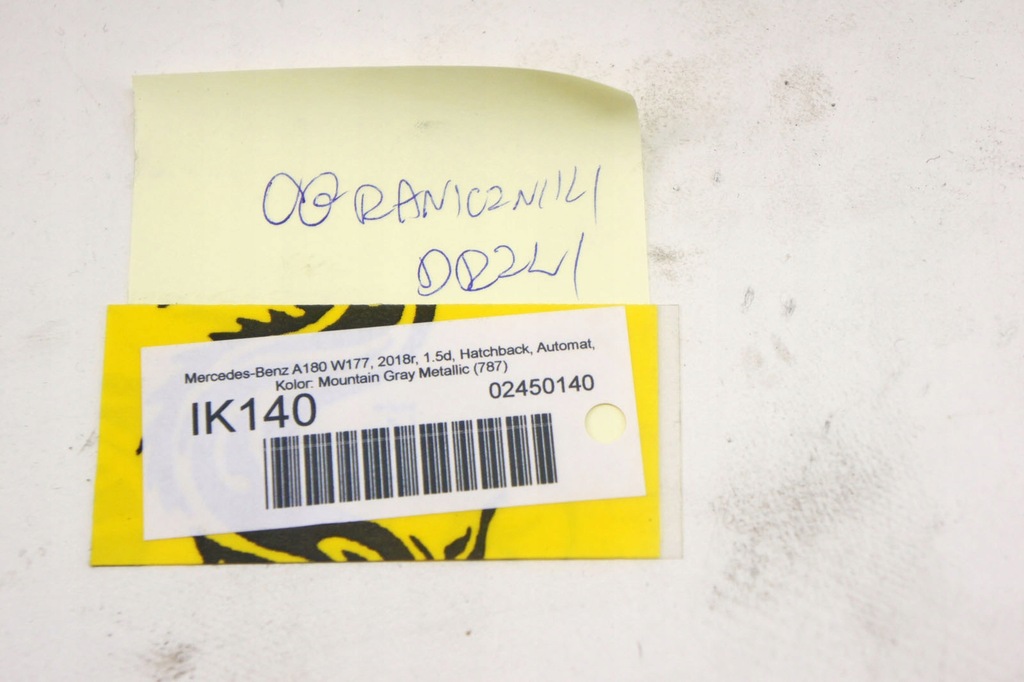 OGRANICZNIKI
DRZWI
Mercedes-Benz A180 W177, 2018r, 1.5d, Hatchback, Automat,
Kolor: Mountain Gray Metallic (787)
02450140
IK140